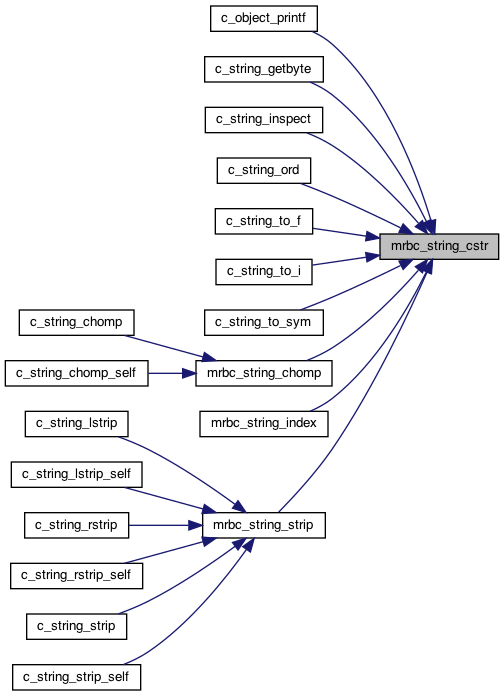 c_object_printf
c_string_getbyte
c_string_inspect
c_string_ord
c_string_to_f
mrbc_string_cstr
c_string_to_i
c_string_to_sym
c_string_chomp
c_string_chomp_self
mrbc_string_chomp
mrbc_string_index
c_string_lstrip
c_string_lstrip_self
c_string_rstrip
mrbc_string_strip
c_string_rstrip_self
c_string_strip
c_string_strip_self